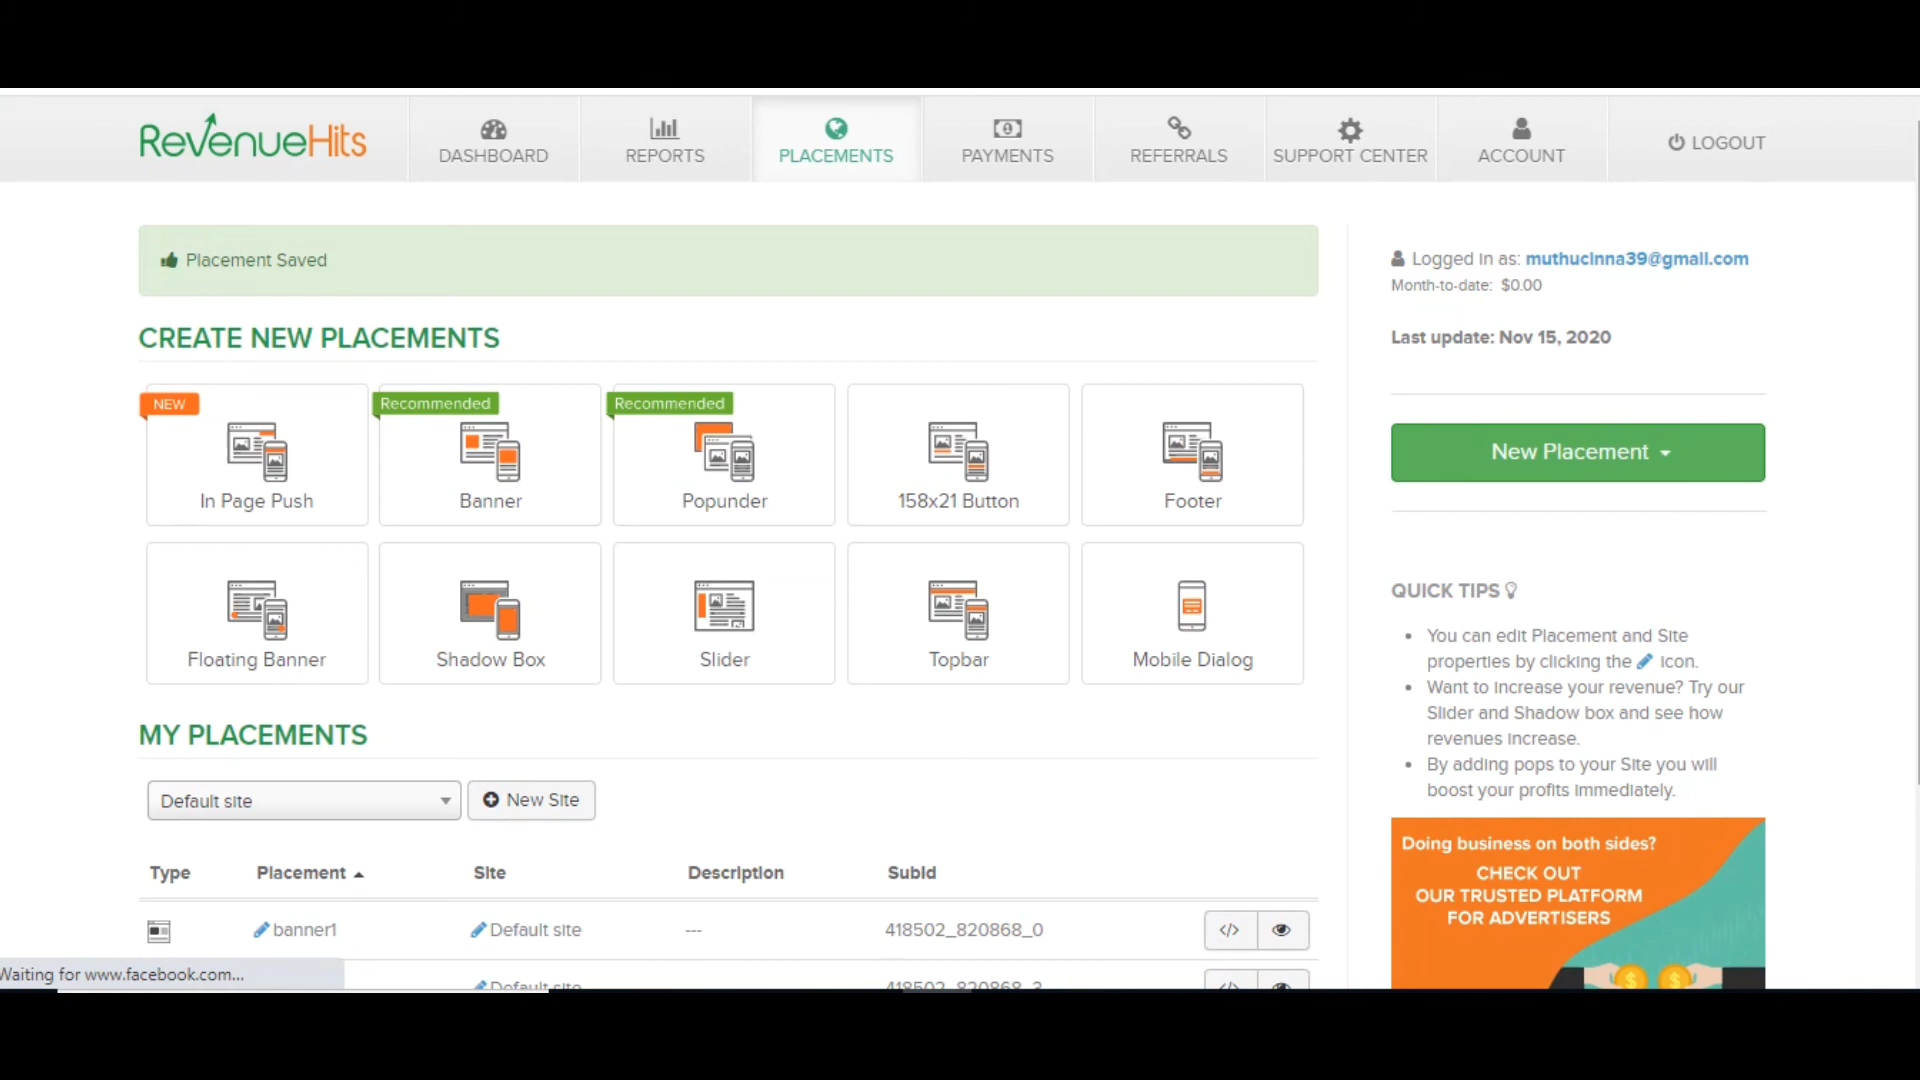 RevenueHits
DASHBOARD
REPORTS
PLACEMENTS
PAYMENTS
REFERRALS
SUPPORT CENTER
ACCOUNT
LOGOUT
Placement Saved
Logged in as: muthucinna39@gmail.com
Month-to-date: $0.00
Last update: Nov 15, 2020
CREATE NEW PLACEMENTS
NEW
In Page Push
Recommended
Banner
Recommended
Popunder
158x21 Button
Footer
Floating Banner
Shadow Box
Slider
Topbar
Mobile Dialog
New Placement
QUICK TIPS
You can edit Placement and Site
properties by clicking the icon.
Want to increase your revenue? Try our
Slider and Shadow box and see how
revenues increase.
By adding pops to your Site you will
boost your profits immediately.
MY PLACEMENTS
Default site
New Site
Type Placement Site Description SubId
banner1 Default site --- 418502_820868_0
Default site 418502_820868_3
Waiting for www.facebook.com...
Doing business on both sides?
CHECK OUT
OUR TRUSTED PLATFORM
FOR ADVERTISERS